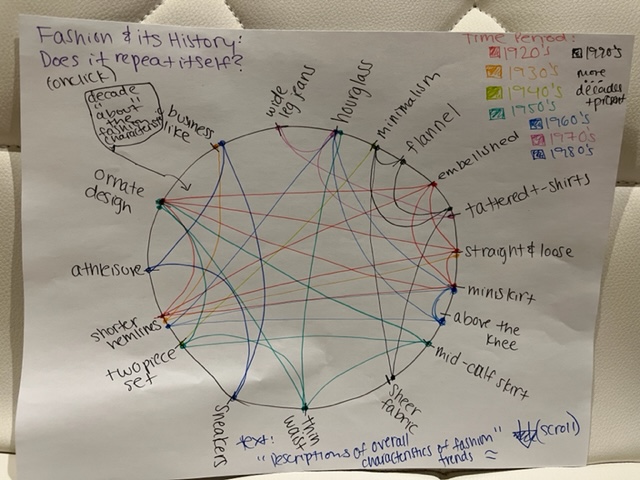 Fashion & its History:
Does it repeat itself?
(onclick)
decade
"about"
the
fashion
characteristic
Time Period:
1920's
1930's
1940's
1950's
1960's
1970's
1980's
1990's
more
decades
+present
business
like
wide
leg jeans
hourglass
minimalism
flannel
embellished
tattered t-shirts
straight & loose
miniskirt
above the
knee
mid-calf skirt
sheer
fabric
thin
waist
sneakers
two piece
set
shorter
hemlines
athleisure
ornate
design
text:
"Descriptions of overall
characteristics of fashion"
trends
(scroll)